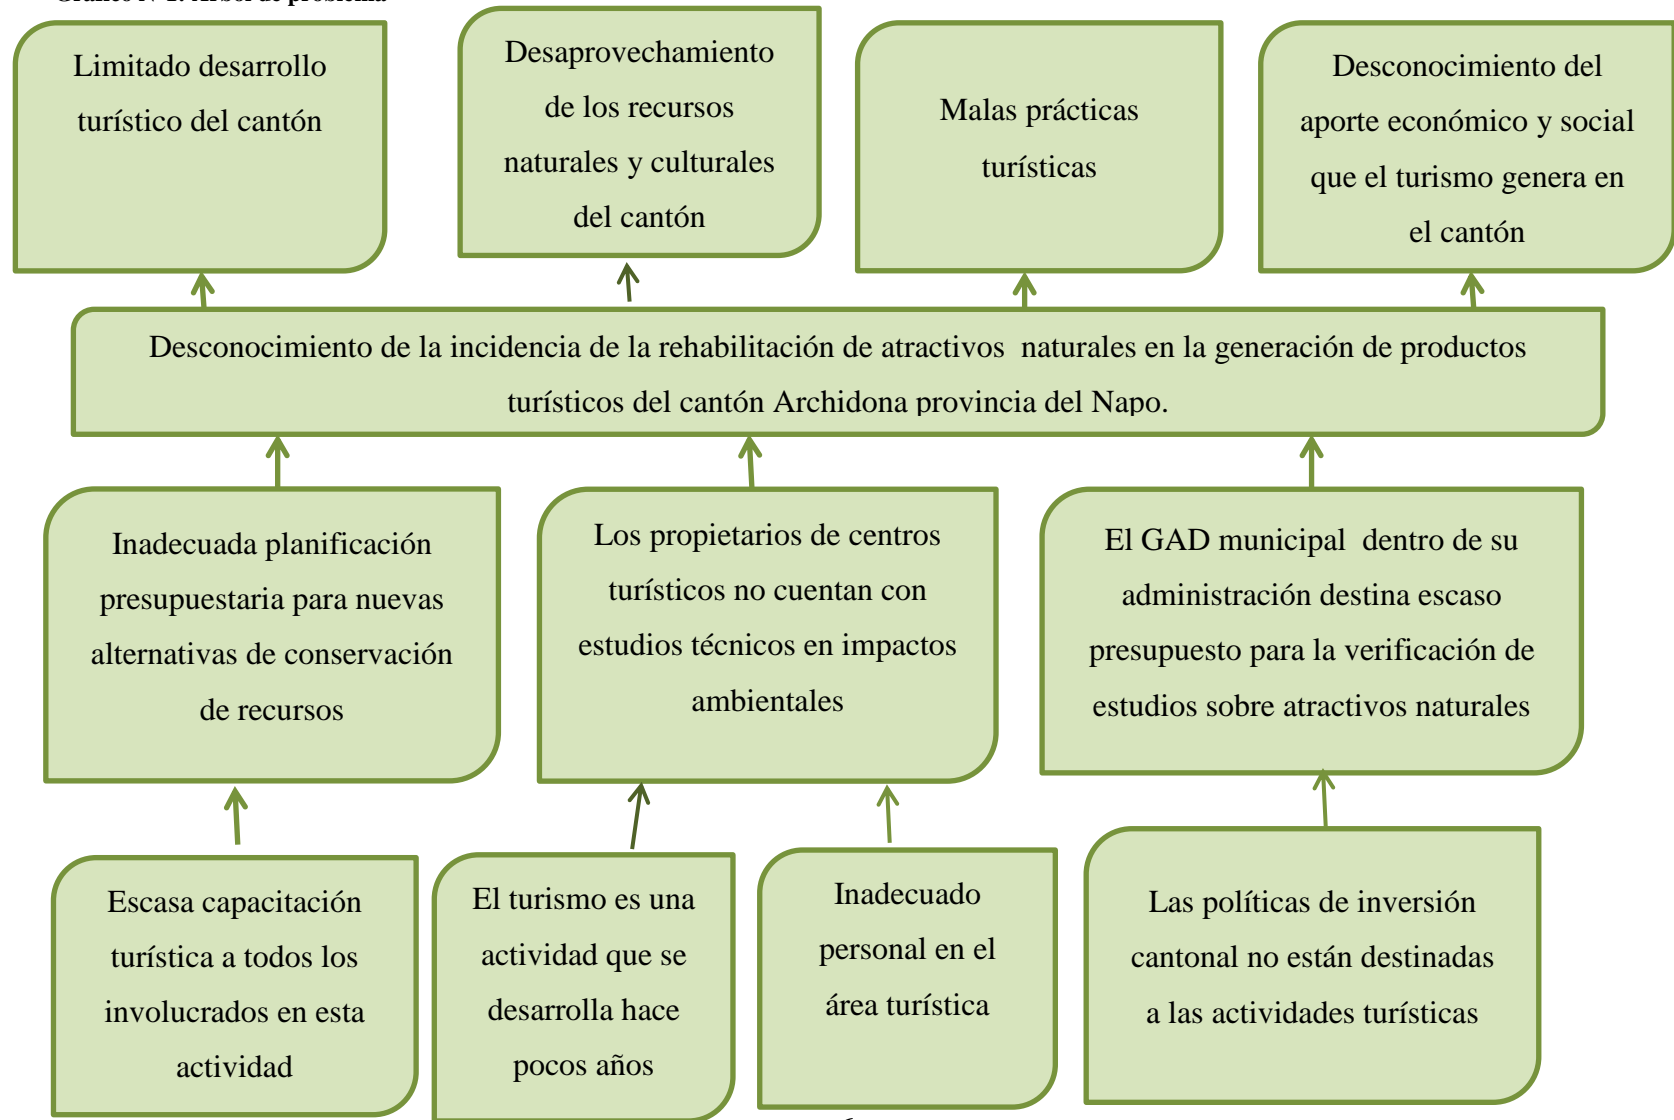 Gráfico N 1. Árbol de problema
Limitado desarrollo
turístico del cantón
Desaprovechamiento
de los recursos
naturales y culturales
del cantón
Malas prácticas
turísticas
Desconocimiento del
aporte económico y social
que el turismo genera en
el cantón
Desconocimiento de la incidencia de la rehabilitación de atractivos naturales en la generación de productos
turísticos del cantón Archidona provincia del Napo.
Inadecuada planificación
presupuestaria para nuevas
alternativas de conservación
de recursos
Los propietarios de centros
turísticos no cuentan con
estudios técnicos en impactos
ambientales
El GAD municipal dentro de su
administración destina escaso
presupuesto para la verificación de
estudios sobre atractivos naturales
Escasa capacitación
turística a todos los
involucrados en esta
actividad
El turismo es una
actividad que se
desarrolla hace
pocos años
Inadecuado
personal en el
área turística
Las políticas de inversión
cantonal no están destinadas
a las actividades turísticas